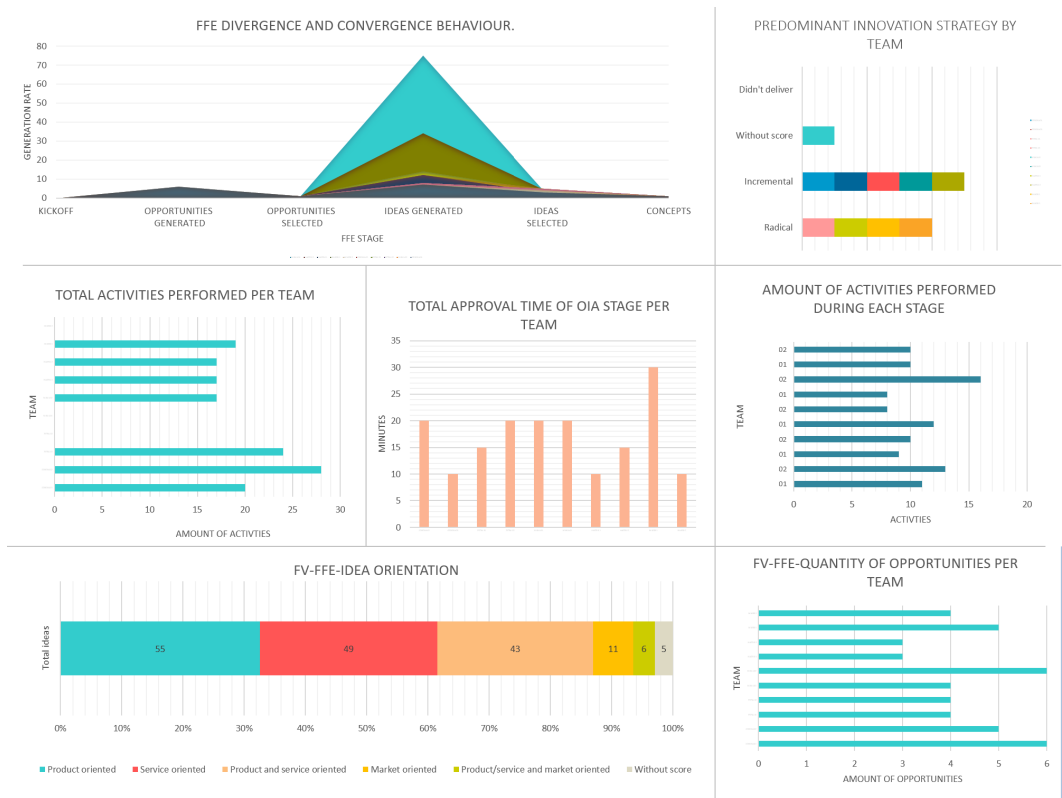 FFE DIVERGENCE AND CONVERGENCE BEHAVIOUR.
GENERATION RATE
80
70
60
50
40
30
20
10
0
KICKOFF
OPPORTUNITIES
GENERATED
OPPORTUNITIES
SELECTED
IDEAS GENERATED
IDEAS
SELECTED
CONCEPTS
FFE STAGE
PREDOMINANT INNOVATION STRATEGY BY
TEAM
Didn't deliver
Without score
Incremental
Radical
TOTAL ACTIVITIES PERFORMED PER TEAM
TEAM
0 5 10 15 20 25 30
AMOUNT OF ACTIVTIES
TOTAL APPROVAL TIME OF OIA STAGE PER
TEAM
MINUTES
35
30
25
20
15
10
5
0
AMOUNT OF ACTIVITIES PERFORMED
DURING EACH STAGE
TEAM
02
01
02
01
02
01
02
01
02
01
0 5 10 15 20
ACTIVTIES
FV-FFE-IDEA ORIENTATION
Total ideas
55 49 43 11 6 5
0% 10% 20% 30% 40% 50% 60% 70% 80% 90% 100%
Product oriented Service oriented Product and service oriented Market oriented Product/service and market oriented Without score
FV-FFE-QUANTITY OF OPPORTUNITIES PER
TEAM
TEAM
0 1 2 3 4 5 6
AMOUNT OF OPPORTUNITIES